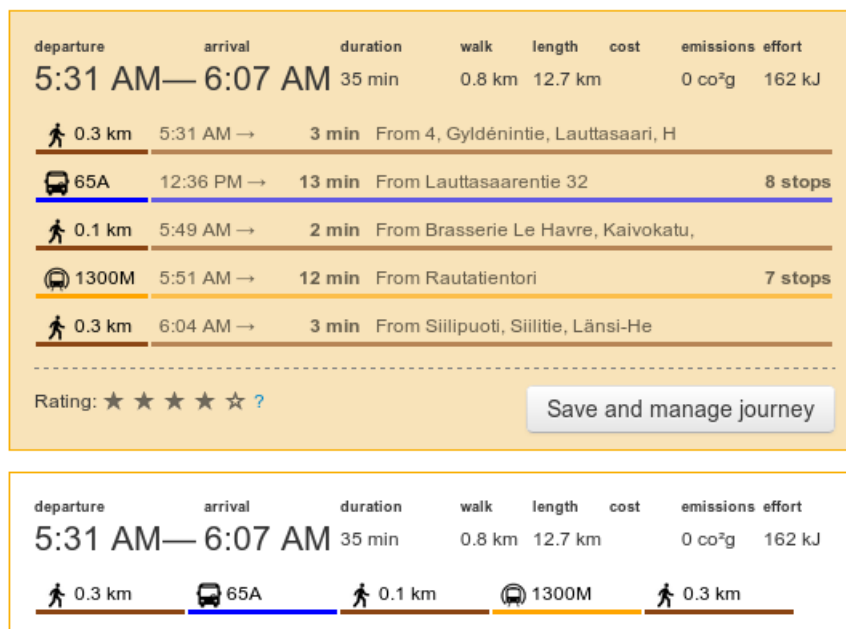 departure arrival duration walk length cost emissions effort
5:31 AM— 6:07 AM 35 min 0.8 km 12.7 km 0 co²g 162 kJ
0.3 km 5:31 AM → 3 min From 4, Gyldénintie, Lauttasaari, H
65A 12:36 PM → 13 min From Lauttasaarentie 32 8 stops
0.1 km 5:49 AM → 2 min From Brasserie Le Havre, Kaivokatu,
1300M 5:51 AM → 12 min From Rautatientori 7 stops
0.3 km 6:04 AM → 3 min From Siilipuoti, Siilitie, Länsi-He
Rating: ★ ★ ★ ★ ☆ ?
Save and manage journey
departure arrival duration walk length cost emissions effort
5:31 AM— 6:07 AM 35 min 0.8 km 12.7 km 0 co²g 162 kJ
0.3 km 65A 0.1 km 1300M 0.3 km